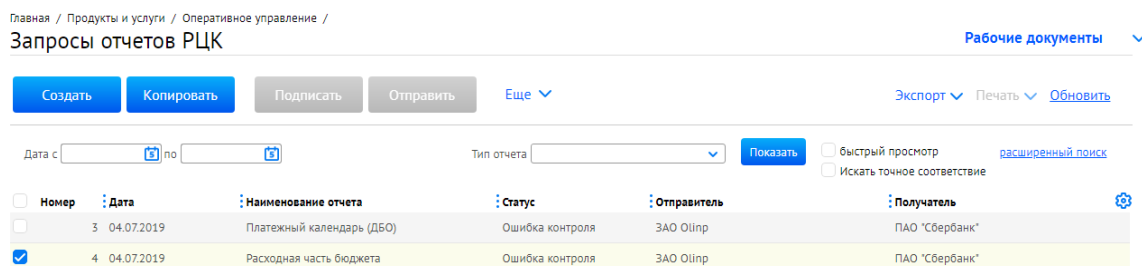 Главная / Продукты и услуги / Оперативное управление /
Запросы отчетов РЦК
Рабочие документы
Создать Копировать Подписать Отправить Еще Экспорт Печать Обновить
Дата с по Тип отчета Показать быстрый просмотр расширенный поиск
Искать точное соответствие
Номер Дата Наименование отчета Статус Отправитель Получатель
3 04.07.2019 Платежный календарь (ДБО) Ошибка контроля ЗАО Olinp ПАО "Сбербанк"
4 04.07.2019 Расходная часть бюджета Ошибка контроля ЗАО Olinp ПАО "Сбербанк"